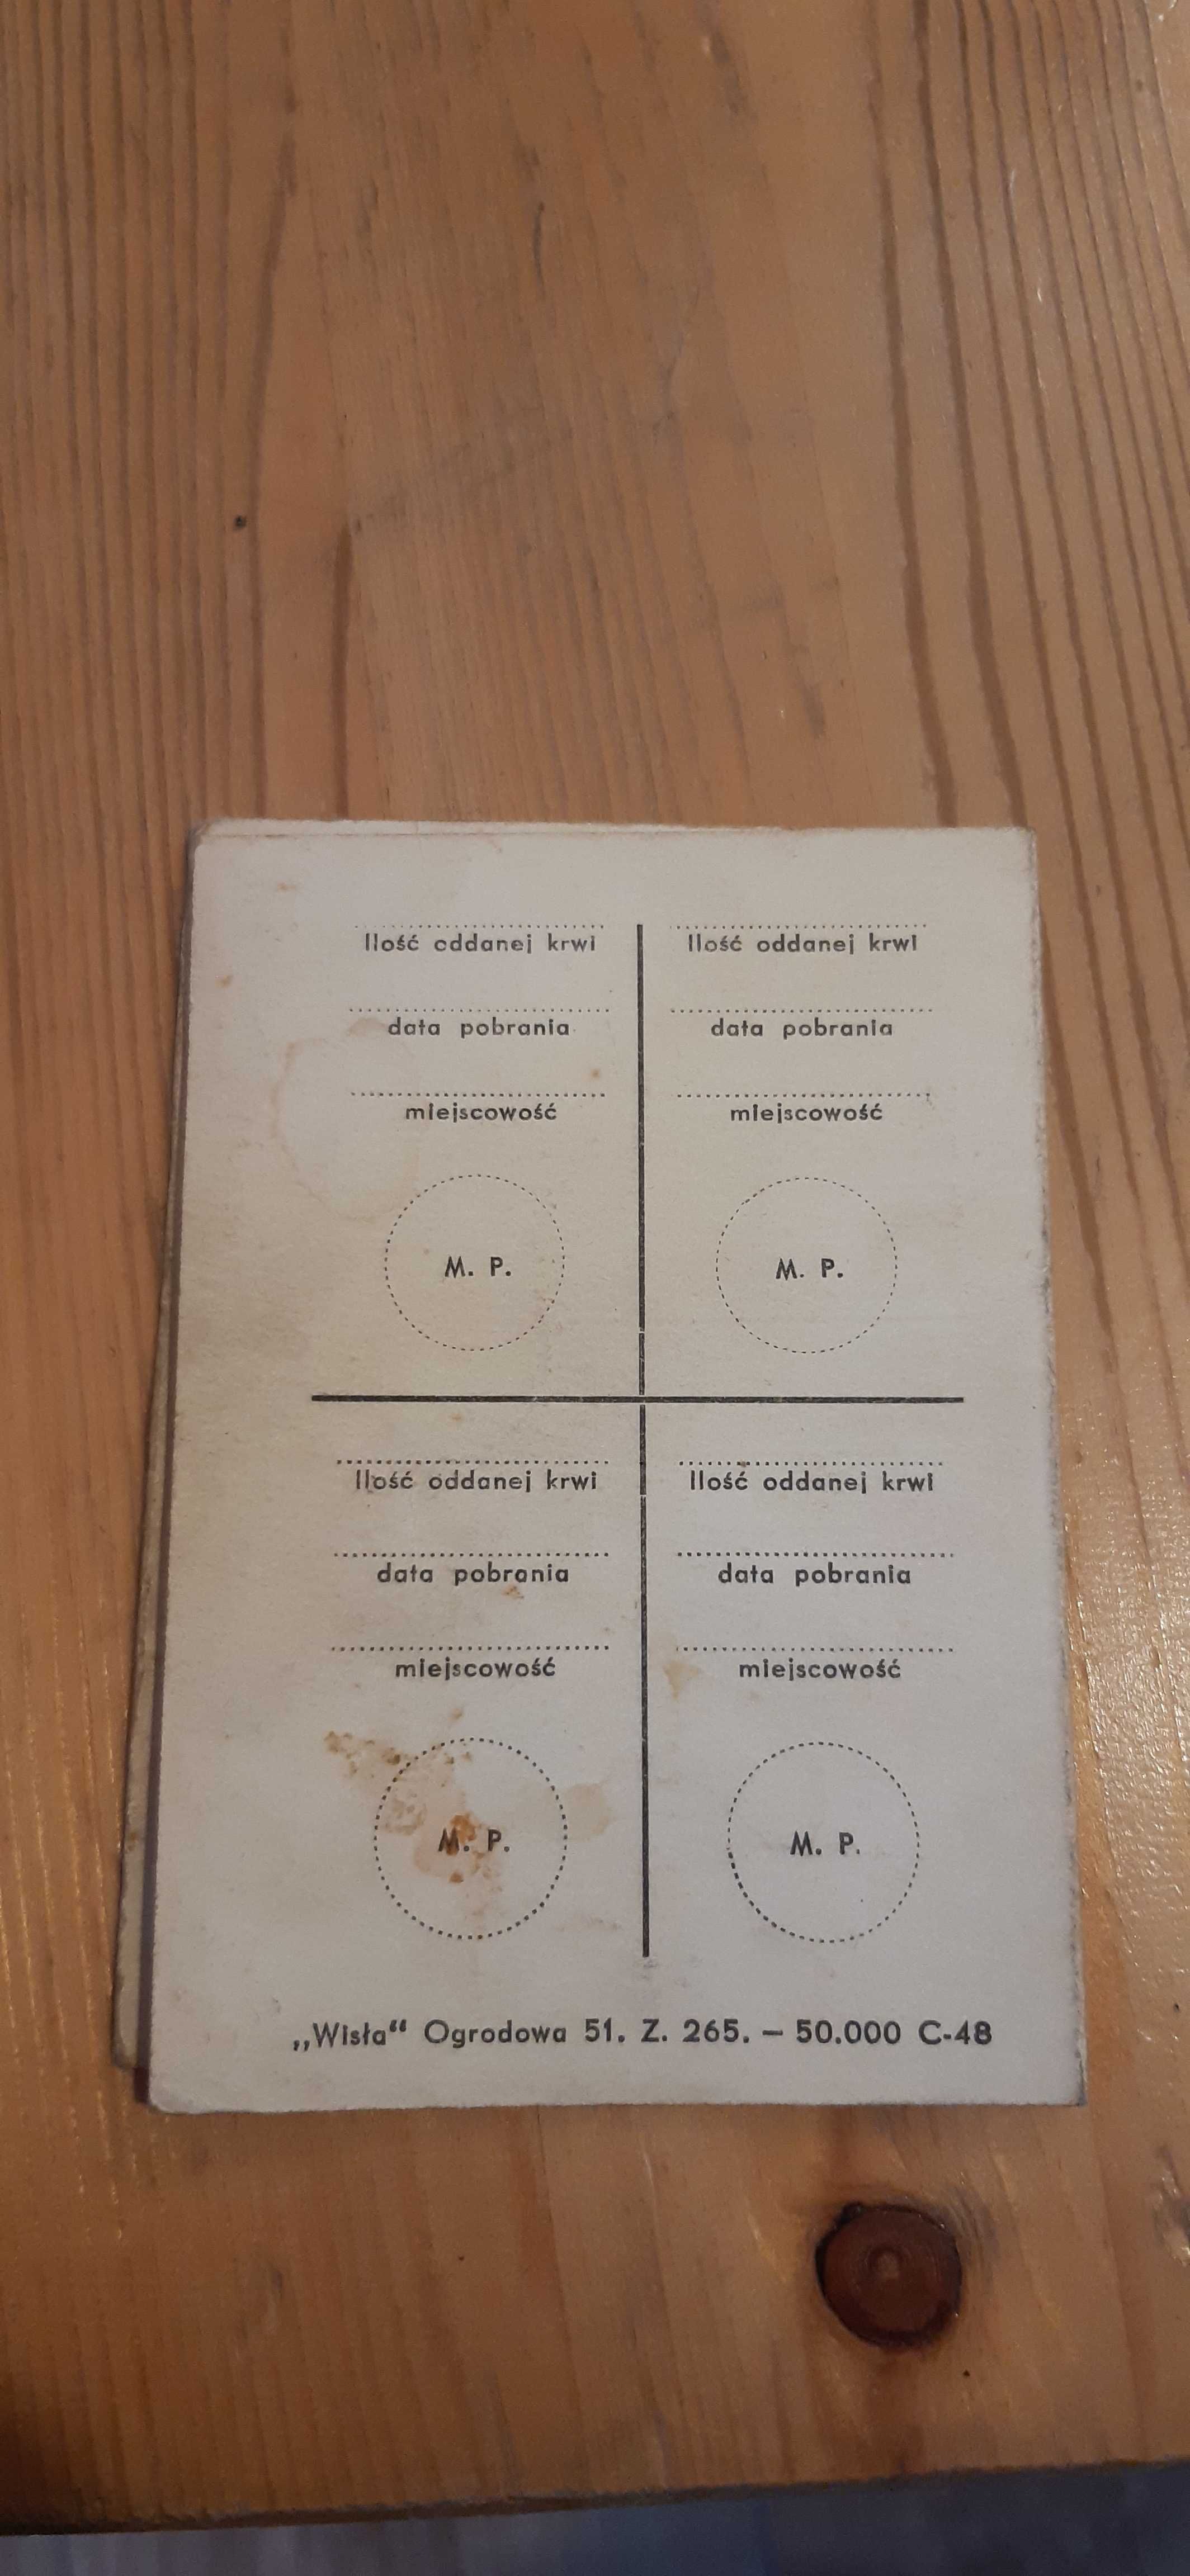 Ilość oddanej krwi
data pobrania
miejscowość
M. P.
Ilość oddanej krwi
data pobrania
miejscowość
M. P.
Ilość oddanej krwi
data pobrania
miejscowość
M. P.
Ilość oddanej krwi
data pobrania
miejscowość
M. P.
„Wisła“ Ogrodowa 51. Z. 265. — 50.000 C-48